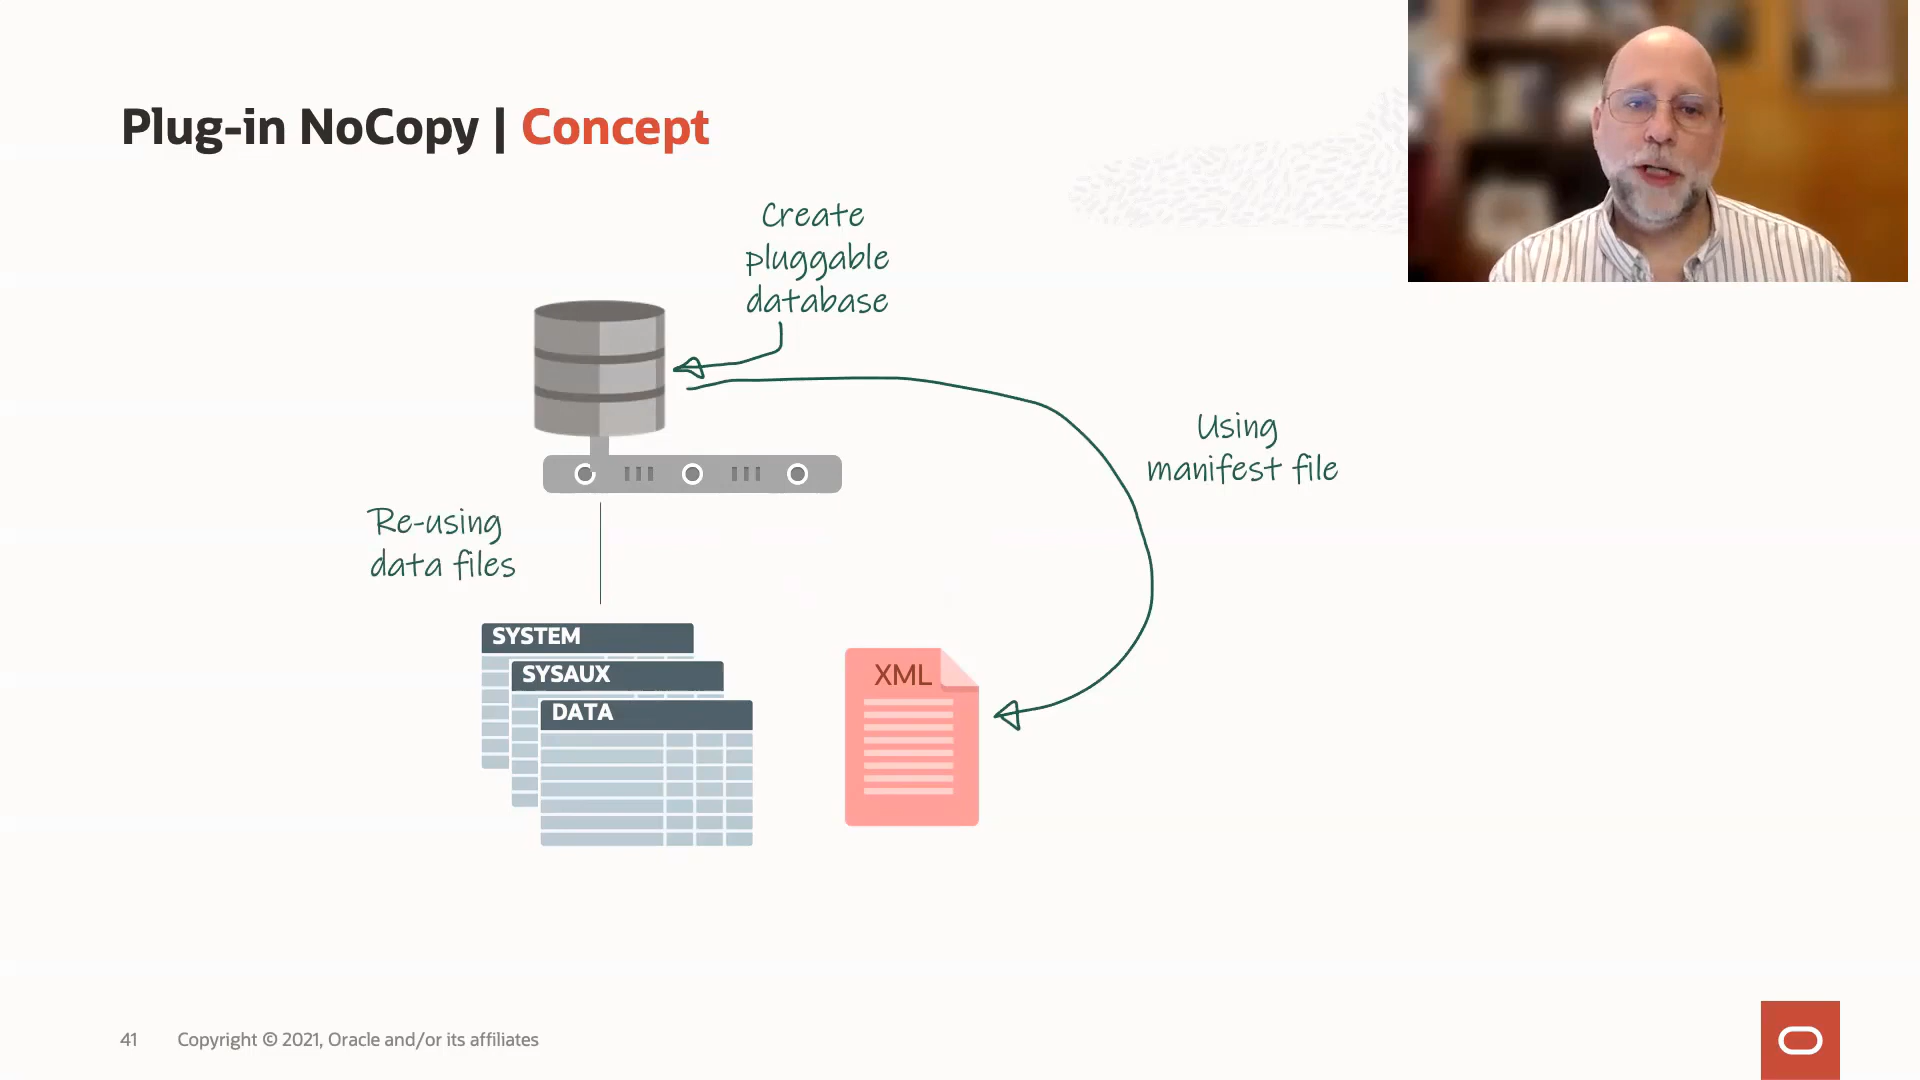 Plug-in NoCopy | Concept
Create
pluggable
database
Using
manifest file
Re-using
data files
SYSTEM
SYSAUX
DATA
XML
41 Copyright © 2021, Oracle and/or its affiliates